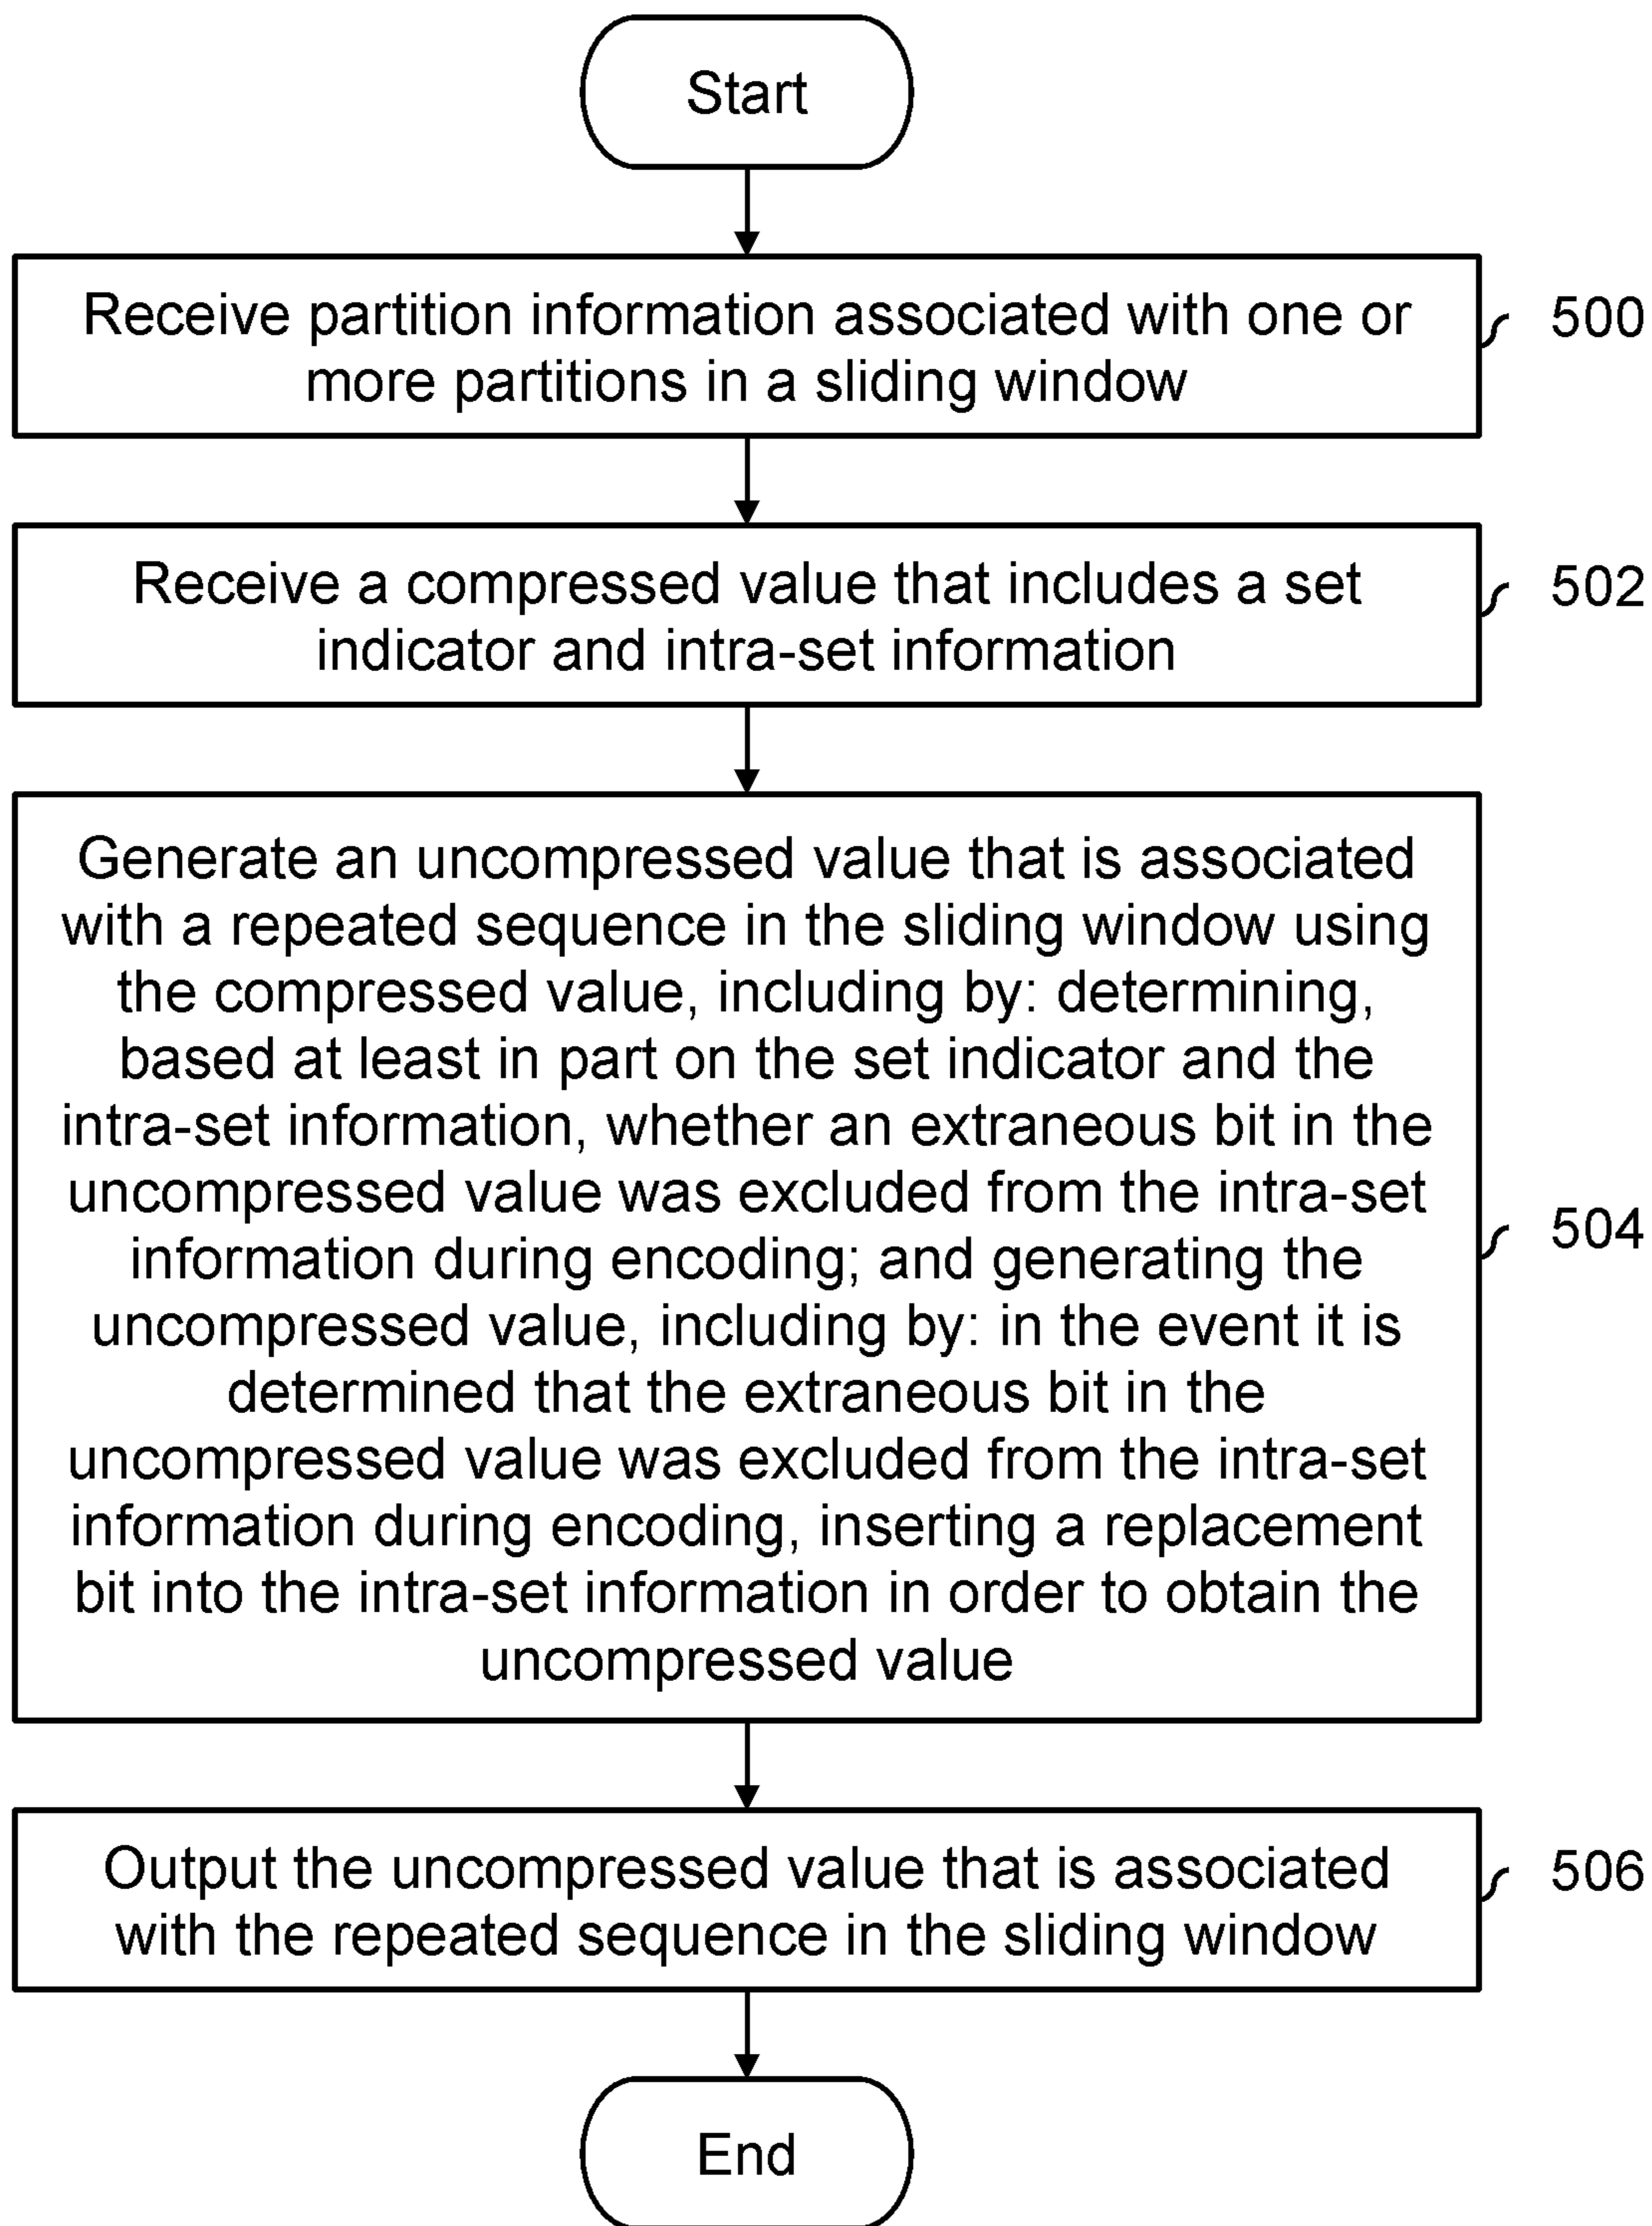 Start
Receive partition information associated with one or
more partitions in a sliding window
500
Receive a compressed value that includes a set
indicator and intra-set information
502
Generate an uncompressed value that is associated
with a repeated sequence in the sliding window using
the compressed value, including by: determining,
based at least in part on the set indicator and the
intra-set information, whether an extraneous bit in the
uncompressed value was excluded from the intra-set
information during encoding; and generating the
uncompressed value, including by: in the event it is
determined that the extraneous bit in the
uncompressed value was excluded from the intra-set
information during encoding, inserting a replacement
bit into the intra-set information in order to obtain the
uncompressed value
504
Output the uncompressed value that is associated
with the repeated sequence in the sliding window
506
End